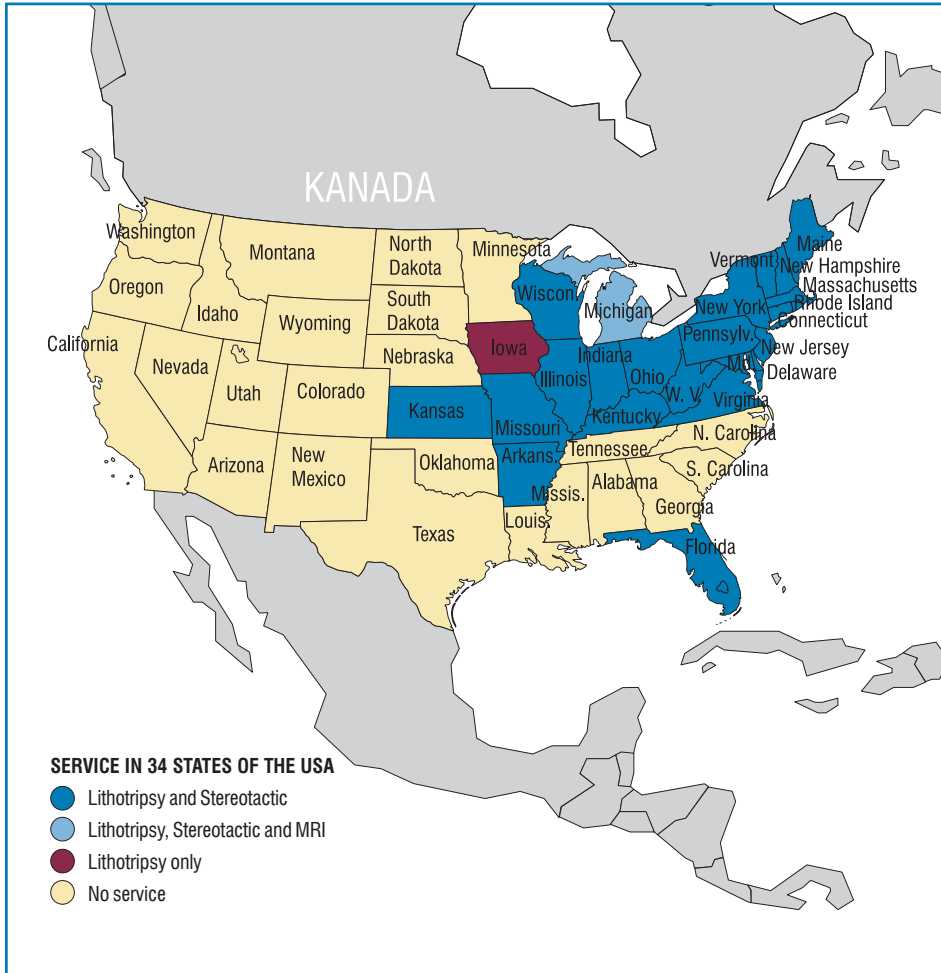 KANADA
Washington
Montana
North
Dakota
Minnesota
Oregon
Idaho
Wyoming
South
Dakota
Wiscon.
Michigan
Vermont
Maine
New Hampshire
Massachusetts
New York
Rhode Island
Connecticut
California
Nevada
Utah
Colorado
Nebraska
Iowa
Illinois
Indiana
Ohio
Pennsylv.
New Jersey
Md.
Delaware
Kansas
Missouri
Kentucky
W. V.
Virginia
Arizona
New
Mexico
Oklahoma
Arkans.
Tennessee
N. Carolina
S. Carolina
Texas
Louis.
Missis.
Alabama
Georgia
Florida
SERVICE IN 34 STATES OF THE USA
Lithotripsy and Stereotactic
Lithotripsy, Stereotactic and MRI
Lithotripsy only
No service